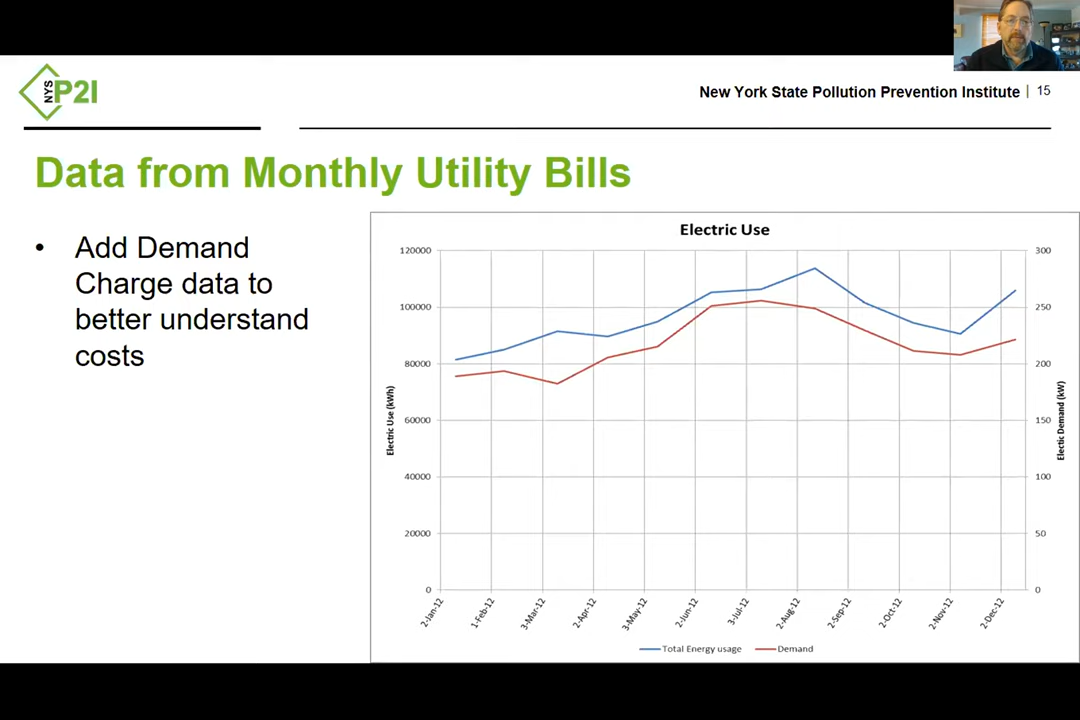 NYS
P2I
New York State Pollution Prevention Institute | 15
Data from Monthly Utility Bills
• Add Demand
Charge data to
better understand
costs
Electric Use
120000
100000
80000
60000
40000
20000
0
Electric Use (kWh)
300
250
200
150
100
50
0
Electic Demand (kW)
2-Jan-12
1-Feb-12
3-Mar-12
2-Apr-12
3-May-12
2-Jun-12
3-Jul-12
2-Aug-12
2-Sep-12
2-Oct-12
2-Nov-12
2-Dec-12
Total Energy usage
Demand